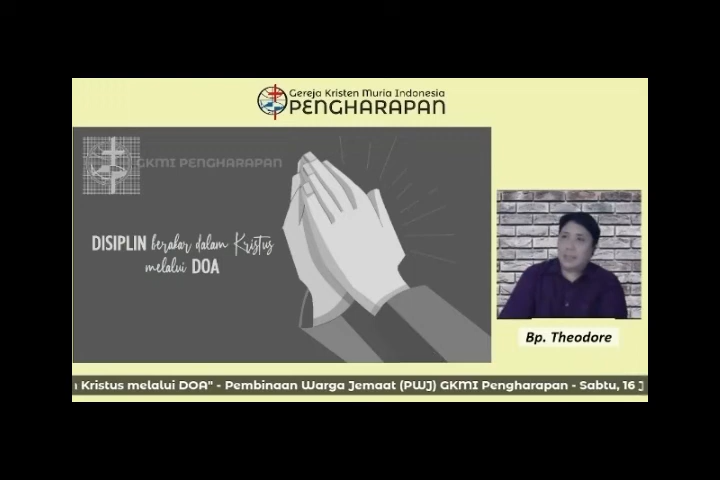 Gereja Kristen Muria Indonesia
PENGHARAPAN
GKMI PENGHARAPAN
DISIPLIN berakar dalam Kristus
melalui DOA
Bp. Theodore
Kristus melalui DOA" - Pembinaan Warga Jemaat (PWJ) GKMI Pengharapan - Sabtu, 16 J